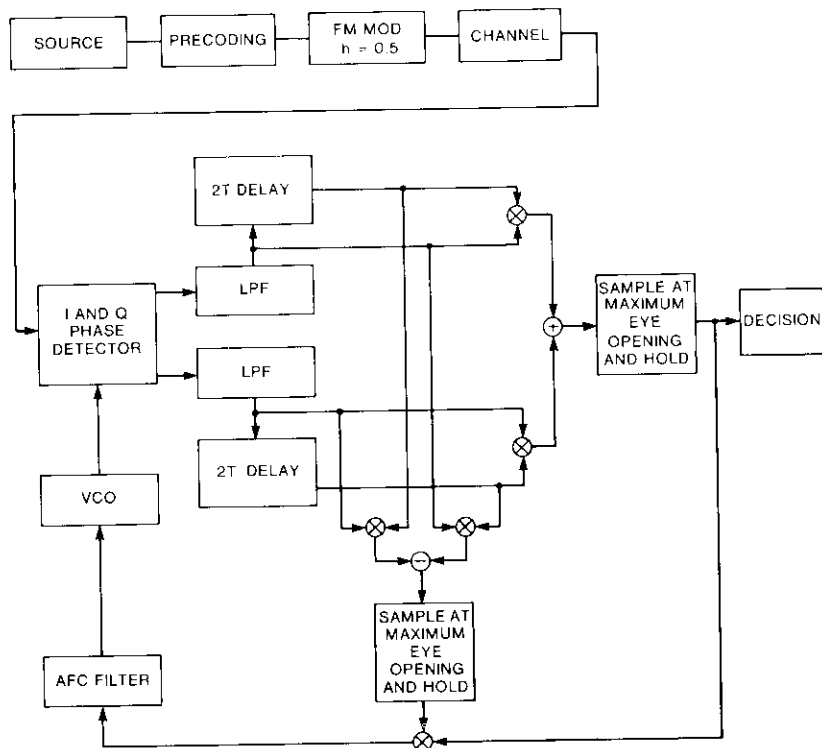 SOURCE
PRECODING
FM MOD
h = 0.5
CHANNEL
2T DELAY
LPF
I AND Q
PHASE
DETECTOR
LPF
2T DELAY
VCO
AFC FILTER
SAMPLE AT
MAXIMUM
EYE
OPENING
AND HOLD
DECISION
SAMPLE AT
MAXIMUM
EYE
OPENING
AND HOLD